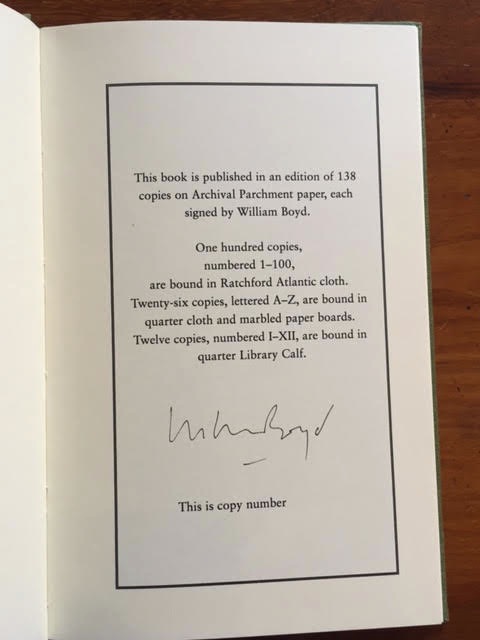 This book is published in an edition of 138
copies on Archival Parchment paper, each
signed by William Boyd.
One hundred copies,
numbered 1–100,
are bound in Ratchford Atlantic cloth.
Twenty-six copies, lettered A–Z, are bound in
quarter cloth and marbled paper boards.
Twelve copies, numbered I–XII, are bound in
quarter Library Calf.
William Boyd
This is copy number